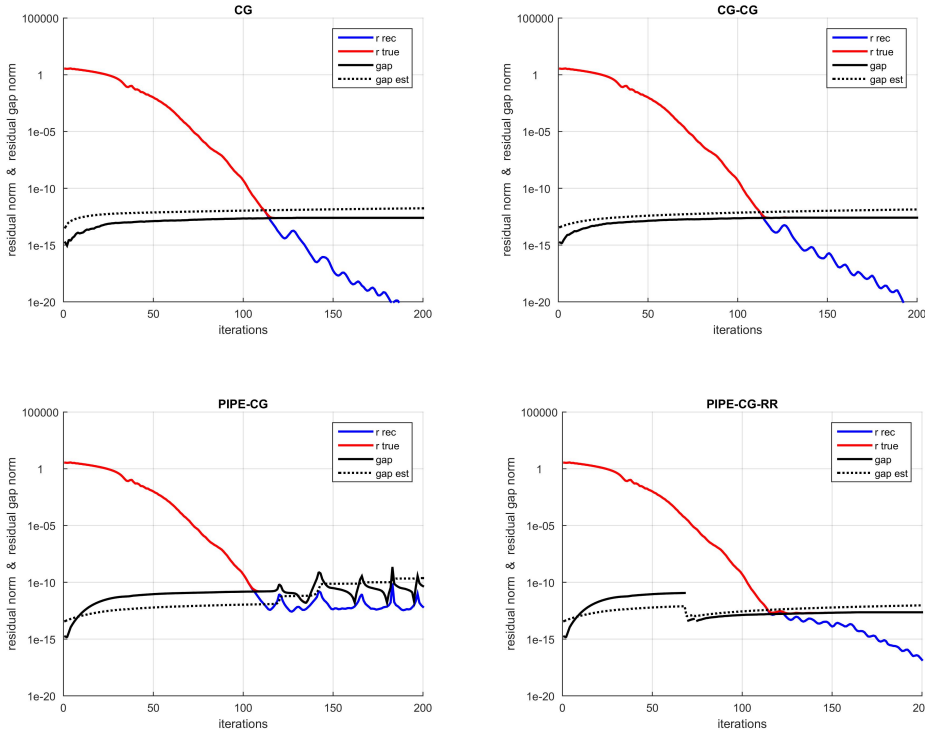 CG
100000
1
1e-05
1e-10
1e-15
1e-20
residual norm & residual gap norm
0 50 100 150 200
iterations
r rec
r true
gap
gap est
CG-CG
100000
1
1e-05
1e-10
1e-15
1e-20
residual norm & residual gap norm
0 50 100 150 200
iterations
r rec
r true
gap
gap est
PIPE-CG
100000
1
1e-05
1e-10
1e-15
1e-20
residual norm & residual gap norm
0 50 100 150 200
iterations
r rec
r true
gap
gap est
PIPE-CG-RR
100000
1
1e-05
1e-10
1e-15
1e-20
residual norm & residual gap norm
0 50 100 150 200
iterations
r rec
r true
gap
gap est